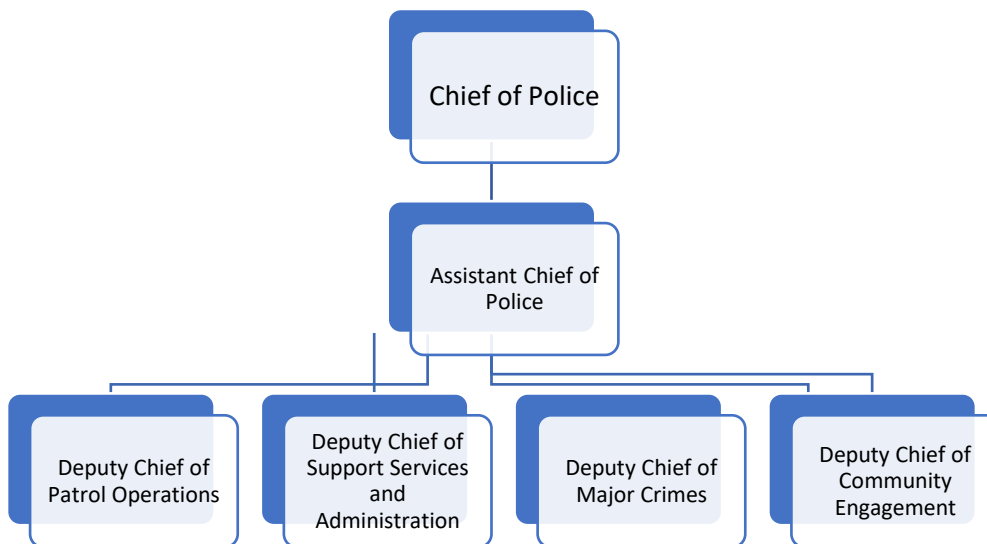 Chief of Police
Assistant Chief of
Police
Deputy Chief of
Patrol Operations
Deputy Chief of
Support Services
and
Administration
Deputy Chief of
Major Crimes
Deputy Chief of
Community
Engagement